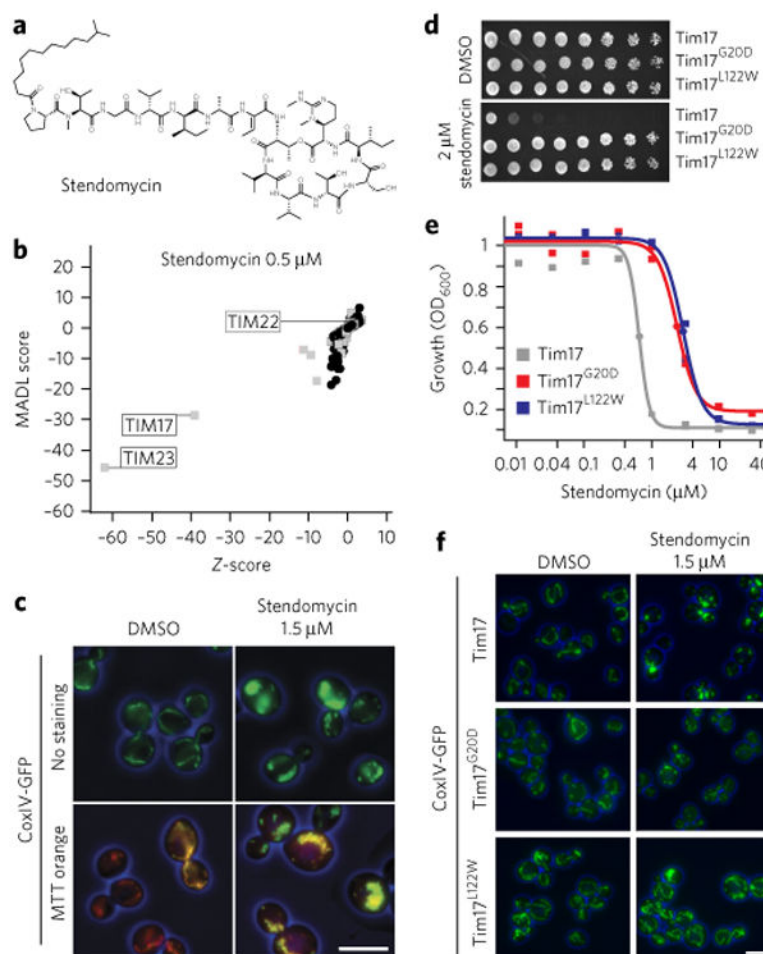 a
Stendomycin
b
Stendomycin 0.5 µM
MADL score
20
10
0
-10
-20
-30
-40
-50
-60
TIM22
TIM17
TIM23
-60
-50
-40
-30
-20
-10
0
10
Z-score
c
DMSO
Stendomycin
1.5 µM
CoxIV-GFP
No staining
MTT orange
d
DMSO
Tim17
Tim17G20D
Tim17L122W
2 µM
stendomycin
Tim17
Tim17G20D
Tim17L122W
e
Growth (OD600)
1
0.8
0.6
0.4
0.2
Tim17
Tim17G20D
Tim17L122W
0.01
0.04
0.1
0.4
1
4
10
40
Stendomycin (µM)
f
DMSO
Stendomycin
1.5 µM
CoxIV-GFP
Tim17
Tim17G20D
Tim17L122W